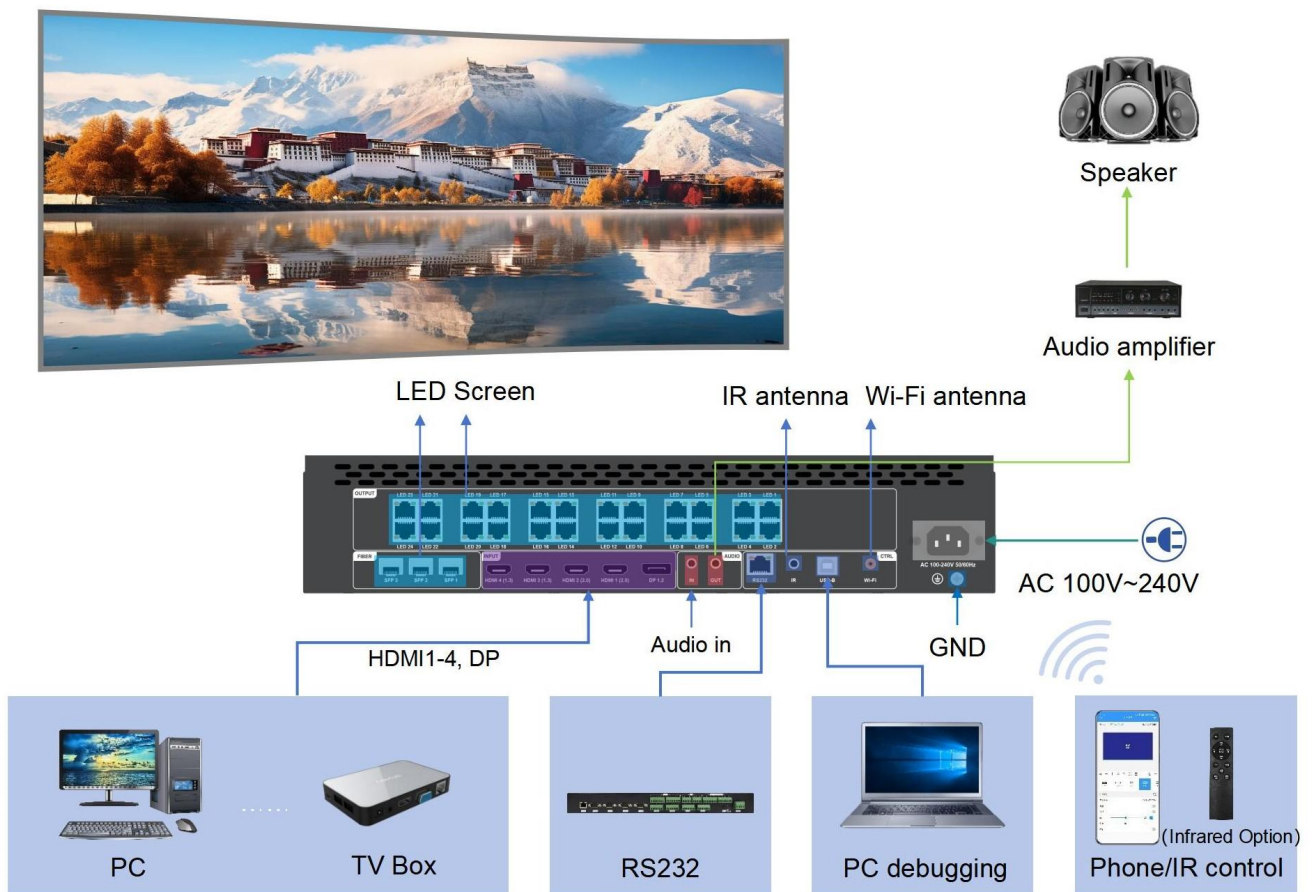 Speaker
Audio amplifier
LED Screen
IR antenna
Wi-Fi antenna
OUTPUT
LED 23 LED 21 LED 19 LED 17 LED 15 LED 13 LED 11 LED 9 LED 7 LED 5 LED 3 LED 1
LED 24 LED 22 LED 20 LED 18 LED 16 LED 14 LED 12 LED 10 LED 8 LED 6 LED 4 LED 2
FIBER
INPUT
AUDIO
CTRL
SFP 3 SFP 2 SFP 1
HDMI 4 (1.3) HDMI 3 (1.3) HDMI 2 (2.0) HDMI 1 (2.0) DP 1.2
IN OUT
RS232 IR USB-B Wi-Fi
AC 100-240V 50/60Hz
AC 100V~240V
HDMI1-4, DP
Audio in
GND
......
PC
TV Box
RS232
PC debugging
(Infrared Option)
Phone/IR control